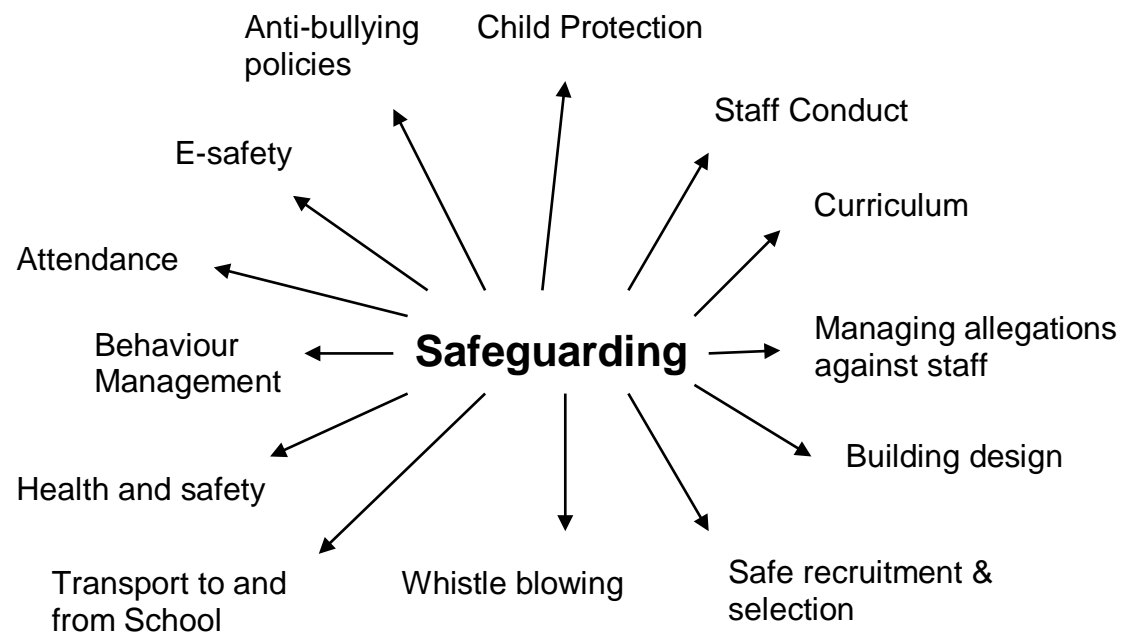 Anti-bullying
policies
Child Protection
Staff Conduct
E-safety
Curriculum
Attendance
Behaviour
Management
Safeguarding
Managing allegations
against staff
Building design
Health and safety
Transport to and
from School
Whistle blowing
Safe recruitment &
selection